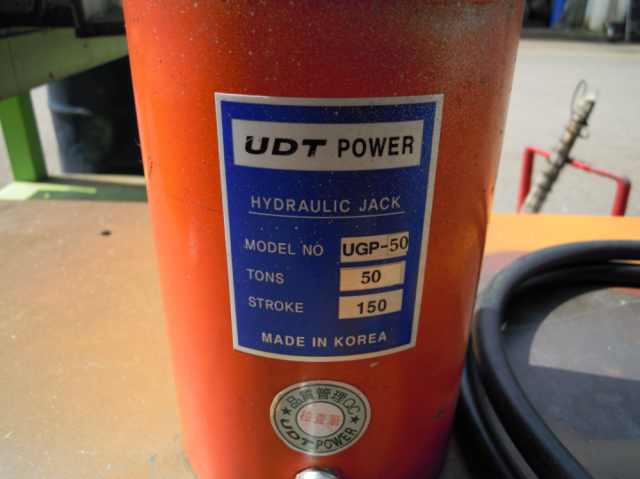 UDT POWER
HYDRAULIC JACK
MODEL NO UGP-50
TONS 50
STROKE 150
MADE IN KOREA
★品質管理QC★
検査畢
UDT POWER